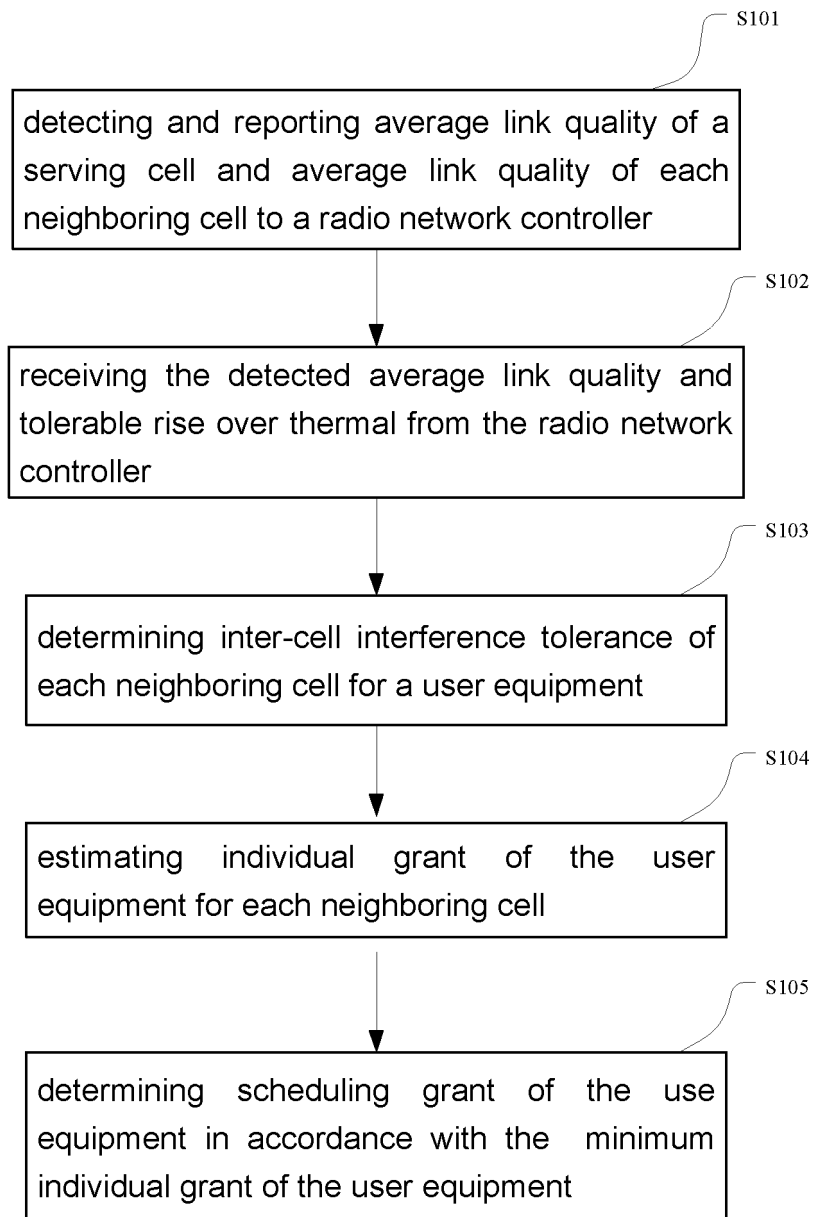 S101
detecting and reporting average link quality of a
serving cell and average link quality of each
neighboring cell to a radio network controller
S102
receiving the detected average link quality and
tolerable rise over thermal from the radio network
controller
S103
determining inter-cell interference tolerance of
each neighboring cell for a user equipment
S104
estimating individual grant of the user
equipment for each neighboring cell
S105
determining scheduling grant of the use
equipment in accordance with the minimum
individual grant of the user equipment